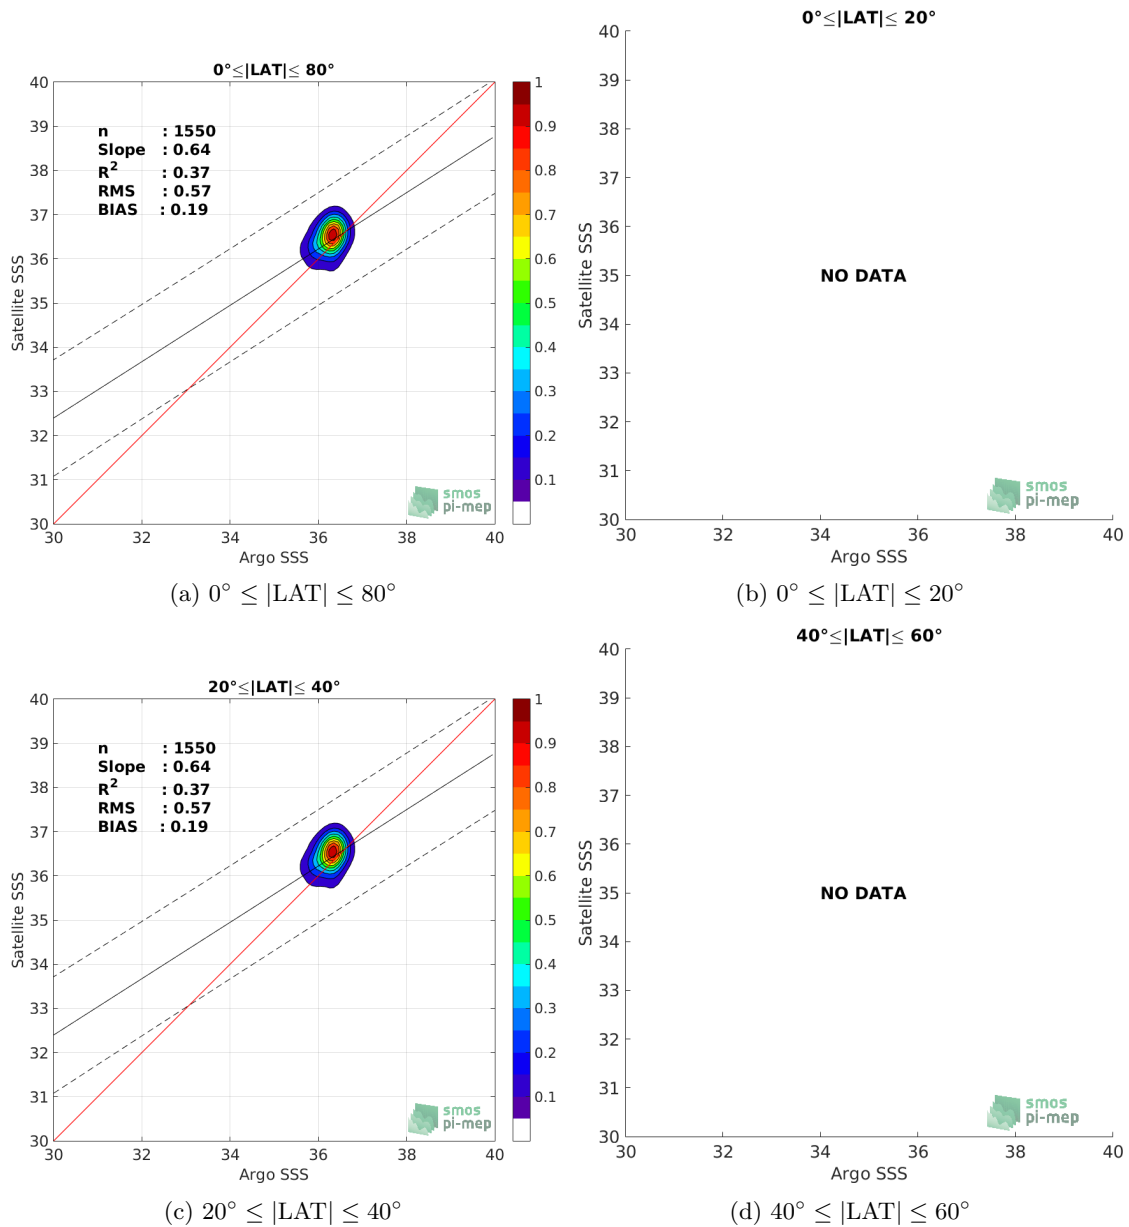 0°≤|LAT|≤ 80°
40
39
38
37
36
35
34
33
32
31
30
Satellite SSS
n : 1550
Slope : 0.64
R² : 0.37
RMS : 0.57
BIAS : 0.19
smos
pi-mep
30 32 34 36 38 40
Argo SSS
1
0.9
0.8
0.7
0.6
0.5
0.4
0.3
0.2
0.1
(a) 0° ≤ |LAT| ≤ 80°
0°≤|LAT|≤ 20°
40
39
38
37
36
35
34
33
32
31
30
Satellite SSS
NO DATA
smos
pi-mep
30 32 34 36 38 40
Argo SSS
(b) 0° ≤ |LAT| ≤ 20°
20°≤|LAT|≤ 40°
40
39
38
37
36
35
34
33
32
31
30
Satellite SSS
n : 1550
Slope : 0.64
R² : 0.37
RMS : 0.57
BIAS : 0.19
smos
pi-mep
30 32 34 36 38 40
Argo SSS
1
0.9
0.8
0.7
0.6
0.5
0.4
0.3
0.2
0.1
(c) 20° ≤ |LAT| ≤ 40°
40°≤|LAT|≤ 60°
40
39
38
37
36
35
34
33
32
31
30
Satellite SSS
NO DATA
smos
pi-mep
30 32 34 36 38 40
Argo SSS
(d) 40° ≤ |LAT| ≤ 60°